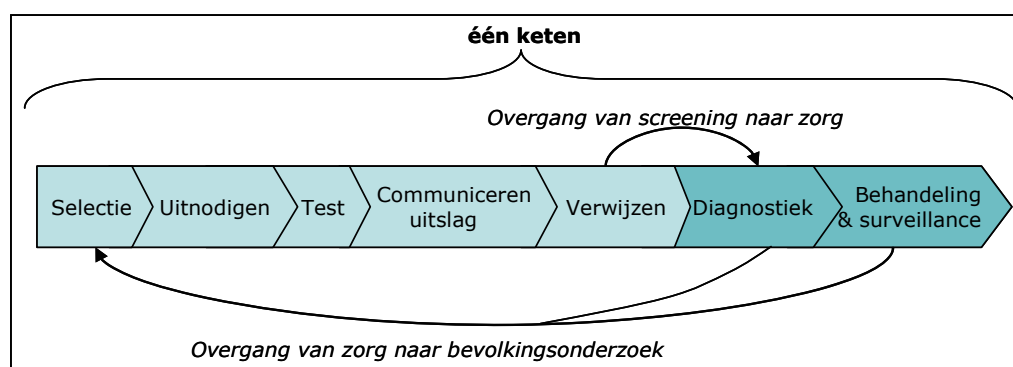 één keten
Overgang van screening naar zorg
Selectie
Uitnodigen
Test
Communiceren
uitslag
Verwijzen
Diagnostiek
Behandeling
& surveillance
Overgang van zorg naar bevolkingsonderzoek